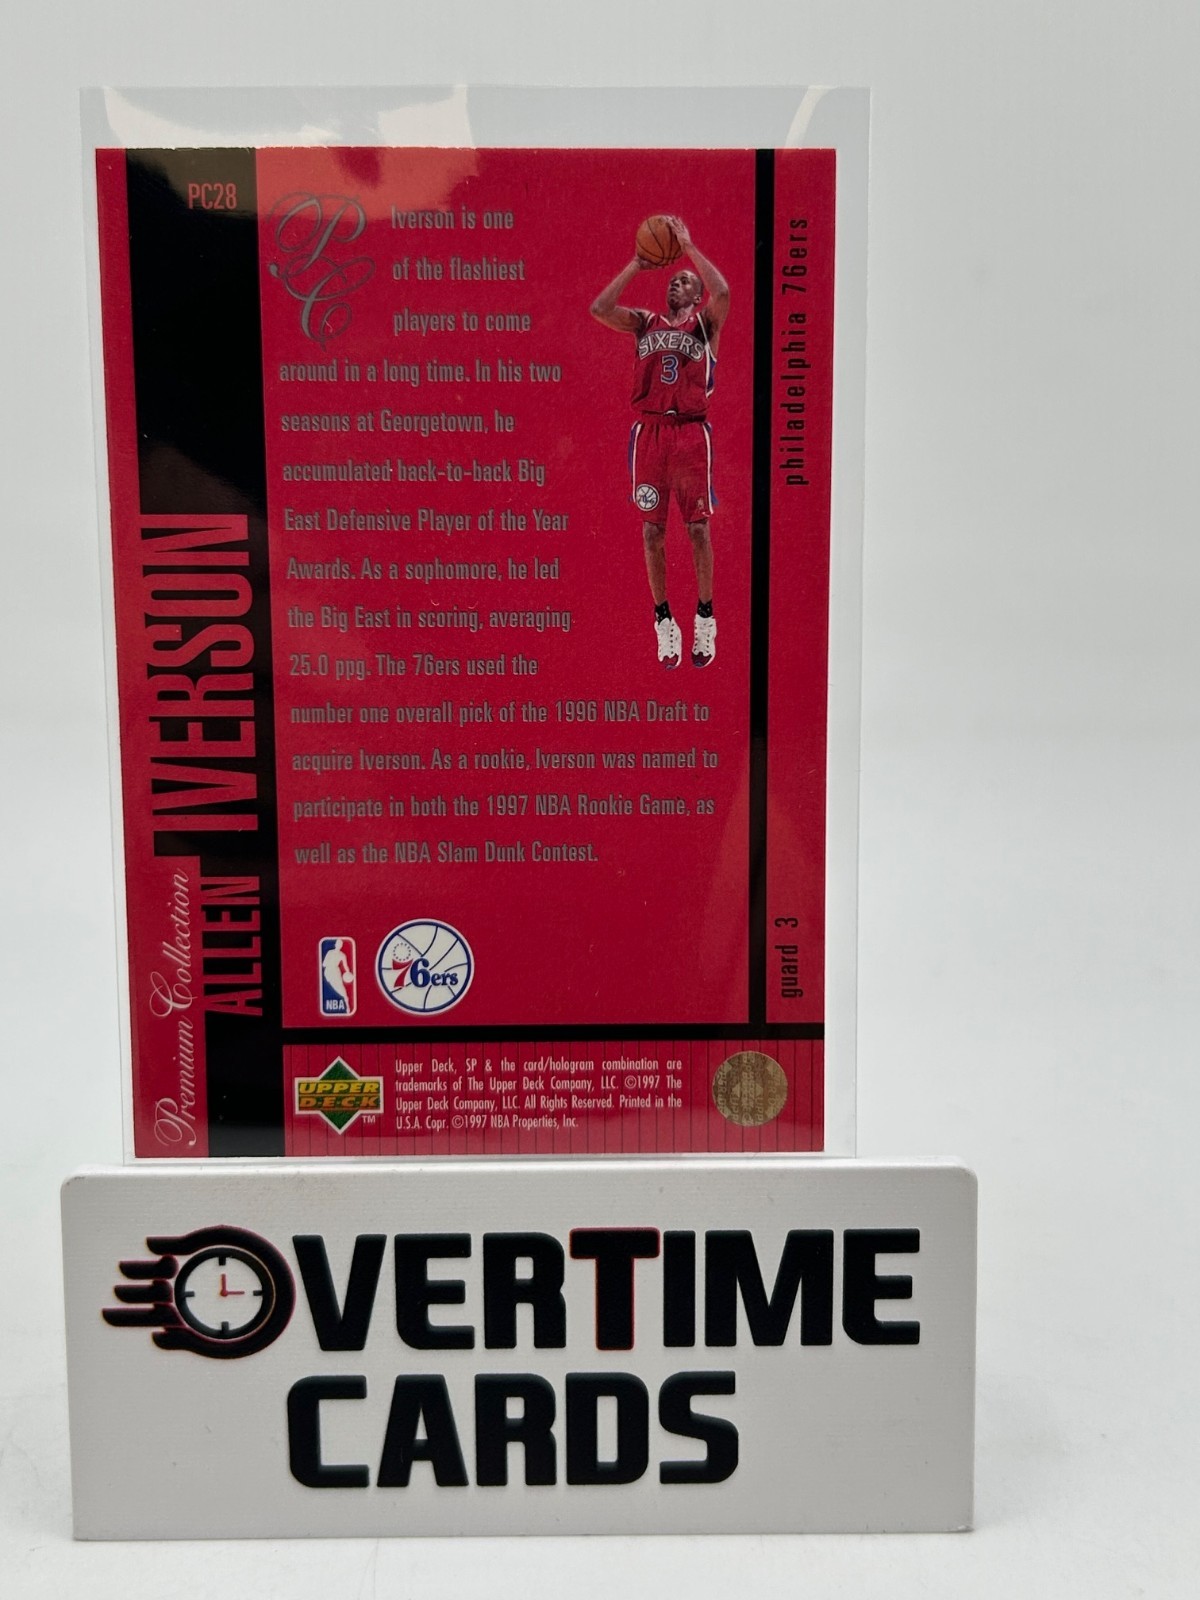 PC28
PC
Iverson is one
of the flashiest
players to come
around in a long time. In his two
seasons at Georgetown, he
accumulated back-to-back Big
East Defensive Player of the Year
Awards. As a sophomore, he led
the Big East in scoring, averaging
25.0 ppg. The 76ers used the
number one overall pick of the 1996 NBA Draft to
acquire Iverson. As a rookie, Iverson was named to
participate in both the 1997 NBA Rookie Game, as
well as the NBA Slam Dunk Contest.
SIXERS
3
philadelphia 76ers
guard 3
Premium Collection
ALLEN IVERSON
NBA
76ers
UPPER
DECK
TM
Upper Deck, SP & the card/hologram combination are
trademarks of The Upper Deck Company, LLC. ©1997 The
Upper Deck Company, LLC. All Rights Reserved. Printed in the
U.S.A. Copr. ©1997 NBA Properties, Inc.
OVERTIME
CARDS